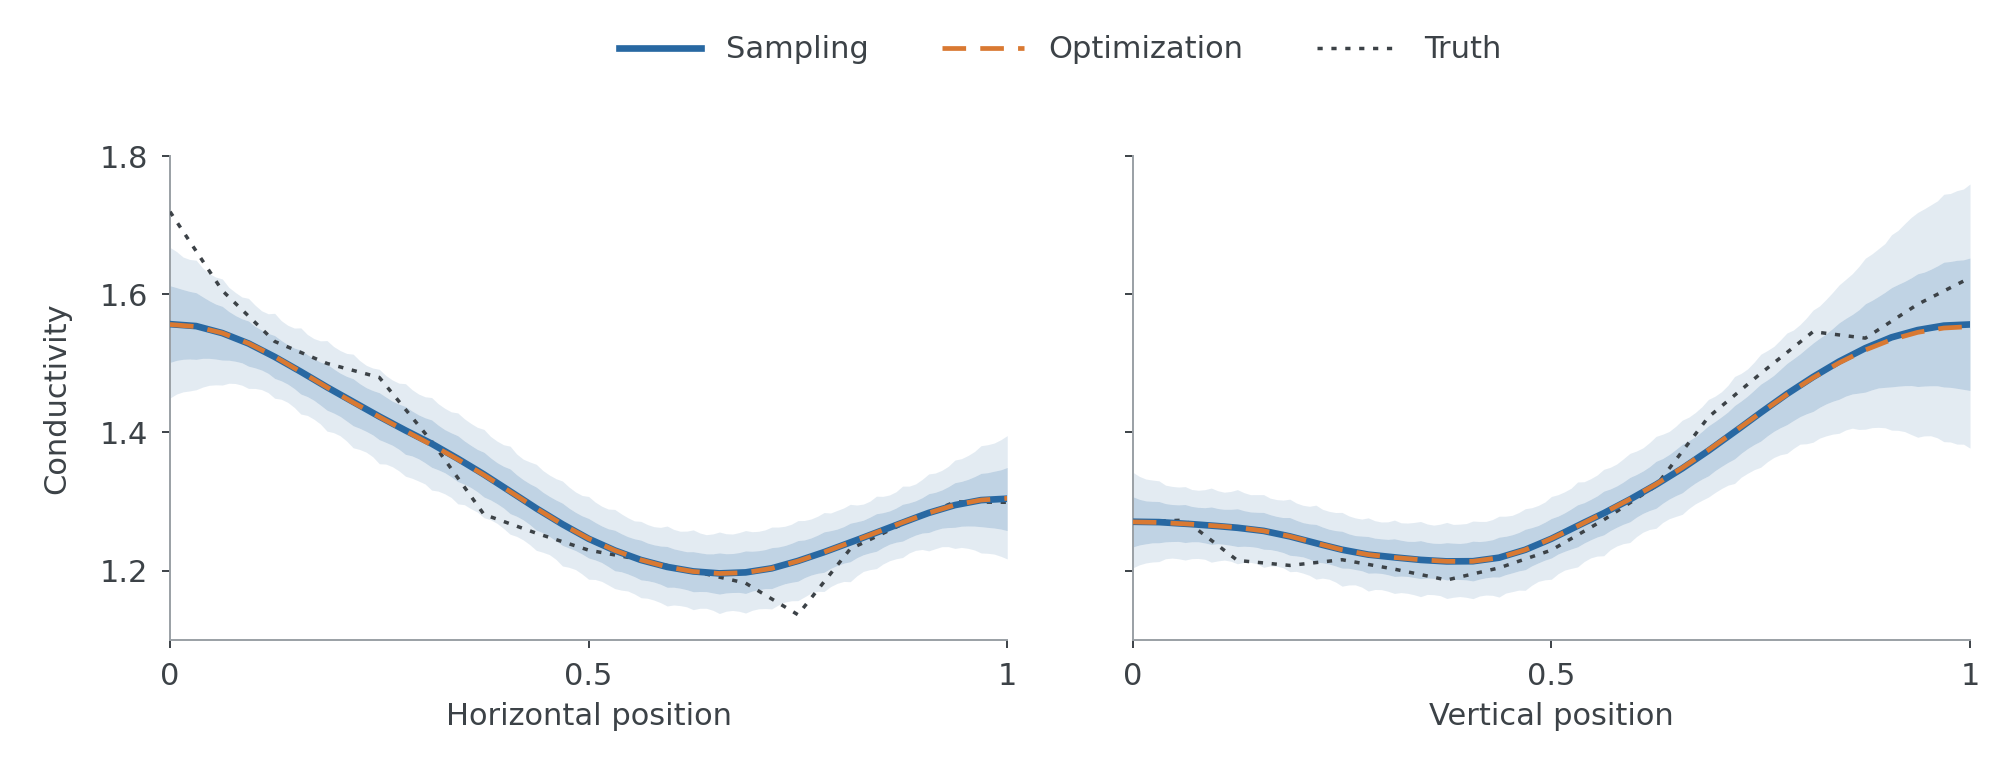 Sampling Optimization Truth
Conductivity
1.8
1.6
1.4
1.2
0 0.5 1
Horizontal position
0 0.5 1
Vertical position